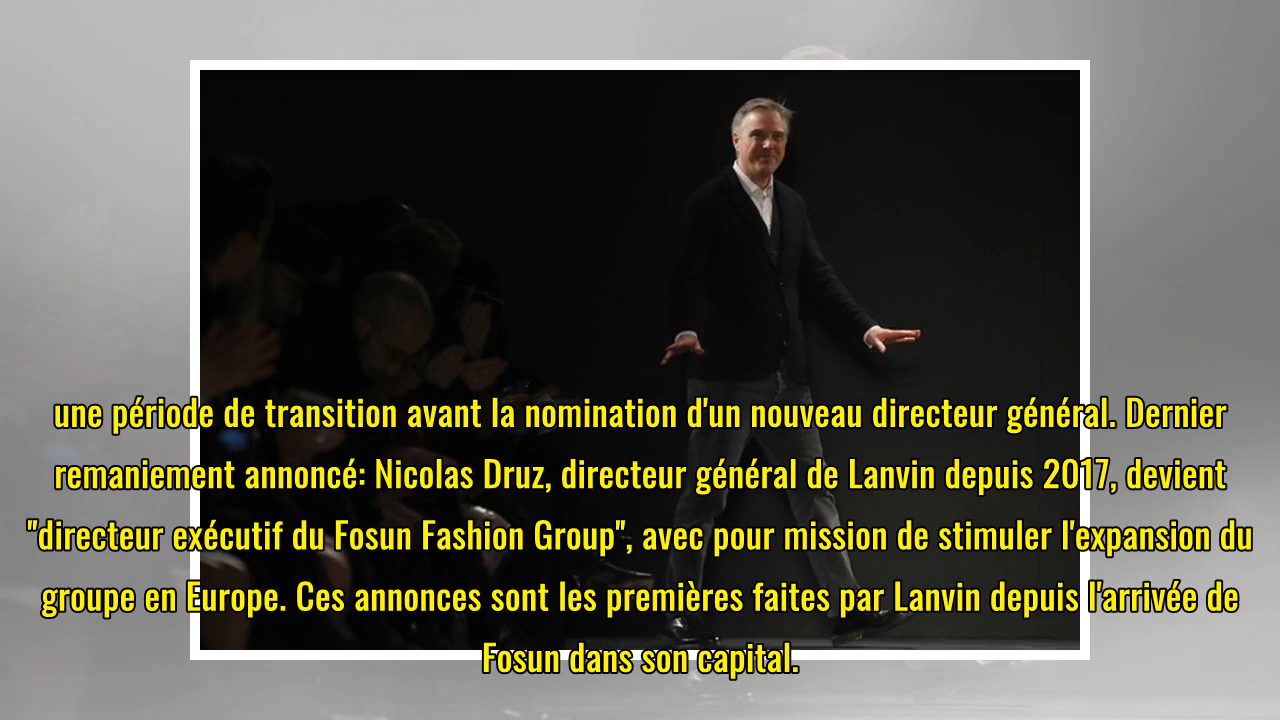 une période de transition avant la nomination d'un nouveau directeur général. Dernier
remaniement annoncé: Nicolas Druz, directeur général de Lanvin depuis 2017, devient
"directeur exécutif du Fosun Fashion Group", avec pour mission de stimuler l'expansion du
groupe en Europe. Ces annonces sont les premières faites par Lanvin depuis l'arrivée de
Fosun dans son capital.